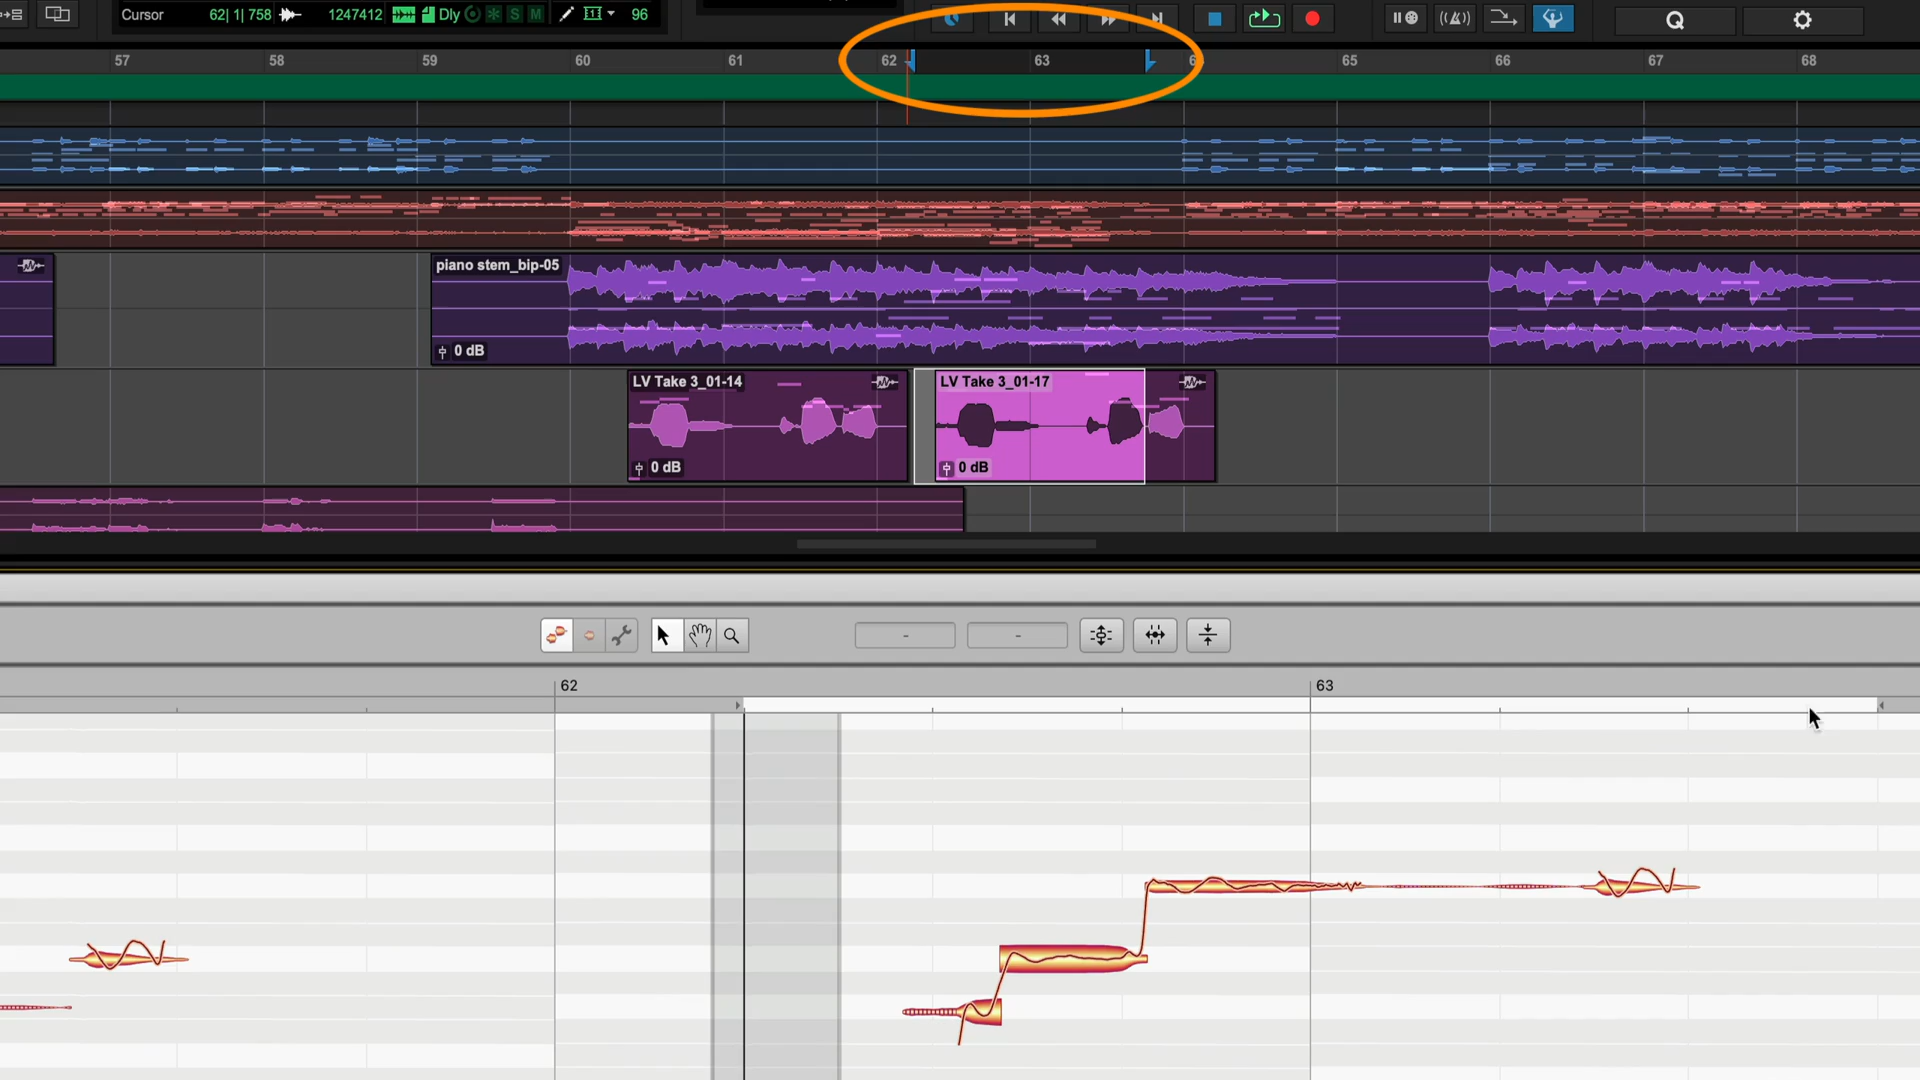 Cursor 62| 1| 758 1247412 Dly S M 96
57 58 59 60 61 62 63 65 66 67 68
piano stem_bip-05
0 dB
LV Take 3_01-14
LV Take 3_01-17
0 dB
0 dB
- -
62 63